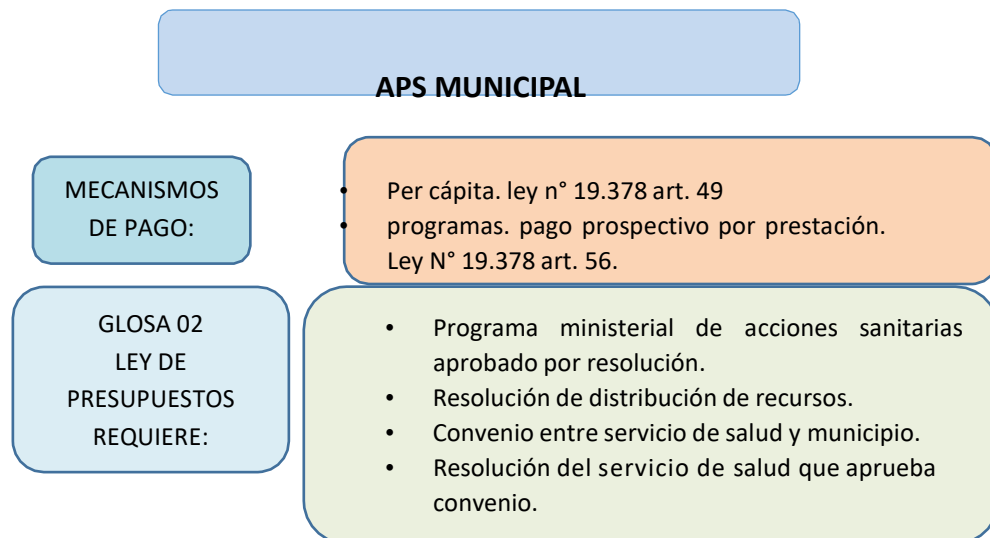 APS MUNICIPAL
MECANISMOS
DE PAGO:
• Per cápita. ley n° 19.378 art. 49
• programas. pago prospectivo por prestación.
Ley N° 19.378 art. 56.
GLOSA 02
LEY DE
PRESUPUESTOS
REQUIERE:
• Programa ministerial de acciones sanitarias
aprobado por resolución.
• Resolución de distribución de recursos.
• Convenio entre servicio de salud y municipio.
• Resolución del servicio de salud que aprueba
convenio.